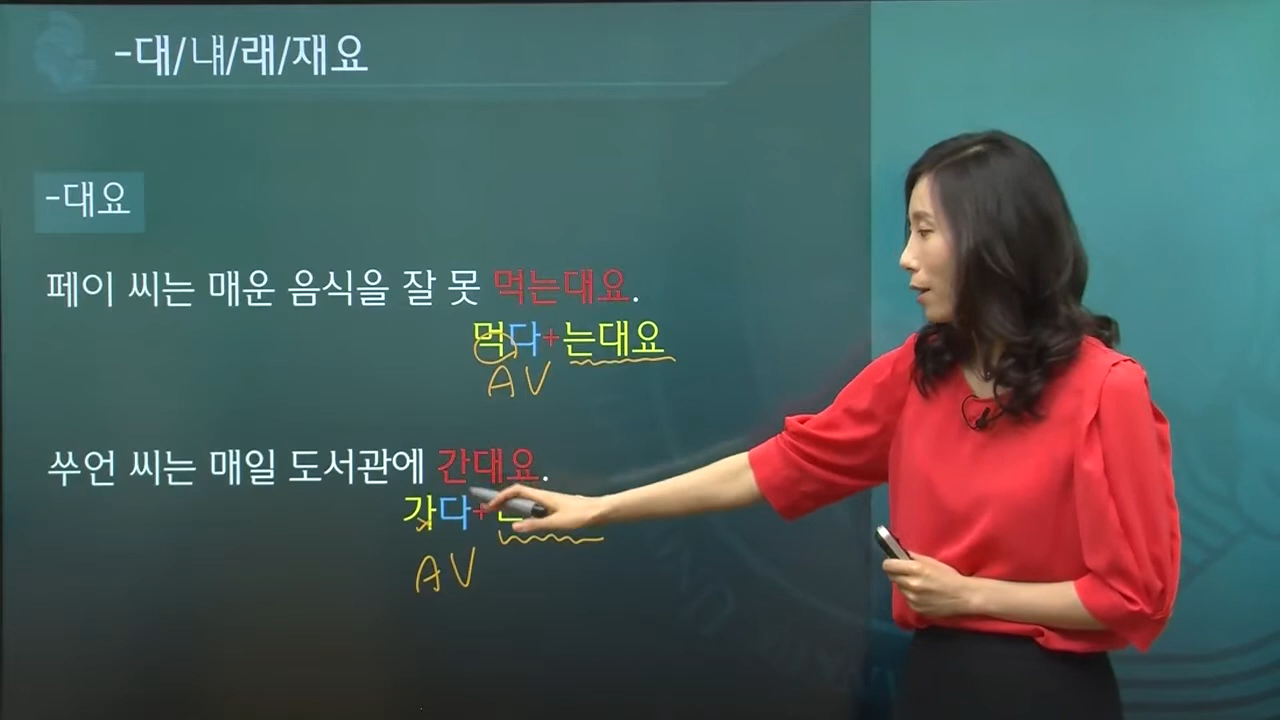 -대/냬/래/재요
-대요
페이 씨는 매운 음식을 잘 못 먹는대요.
먹다+는대요
AV
쑤언 씨는 매일 도서관에 간대요.
가다+
AV